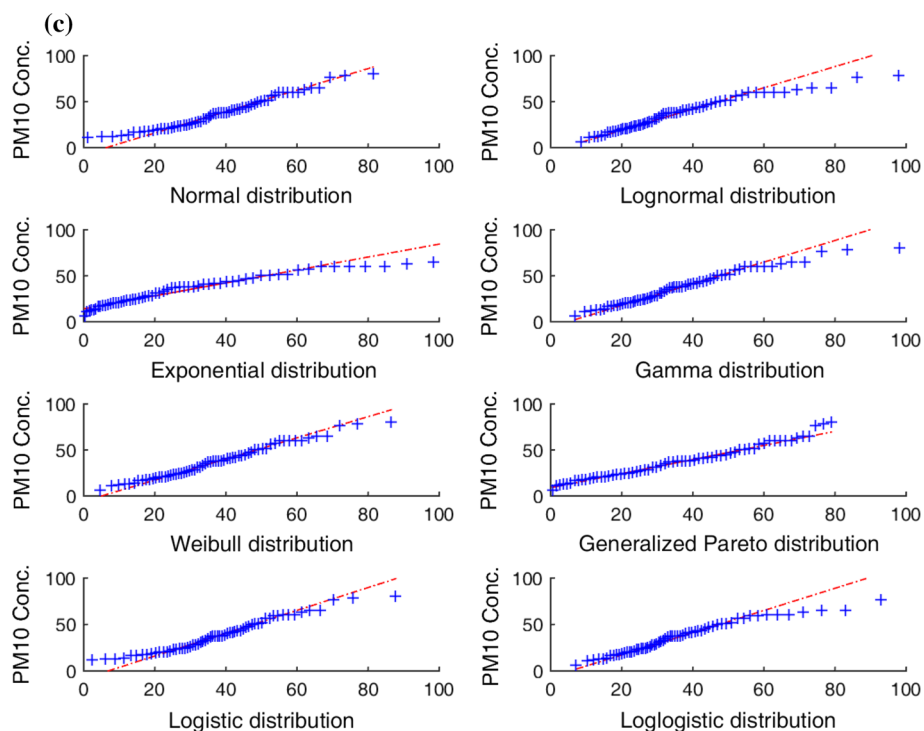 (c)
PM10 Conc.
100
50
0
0 20 40 60 80 100
Normal distribution
PM10 Conc.
100
50
0
0 20 40 60 80 100
Lognormal distribution
PM10 Conc.
100
50
0
0 20 40 60 80 100
Exponential distribution
PM10 Conc.
100
50
0
0 20 40 60 80 100
Gamma distribution
PM10 Conc.
100
50
0
0 20 40 60 80 100
Weibull distribution
PM10 Conc.
100
50
0
0 20 40 60 80 100
Generalized Pareto distribution
PM10 Conc.
100
50
0
0 20 40 60 80 100
Logistic distribution
PM10 Conc.
100
50
0
0 20 40 60 80 100
Loglogistic distribution